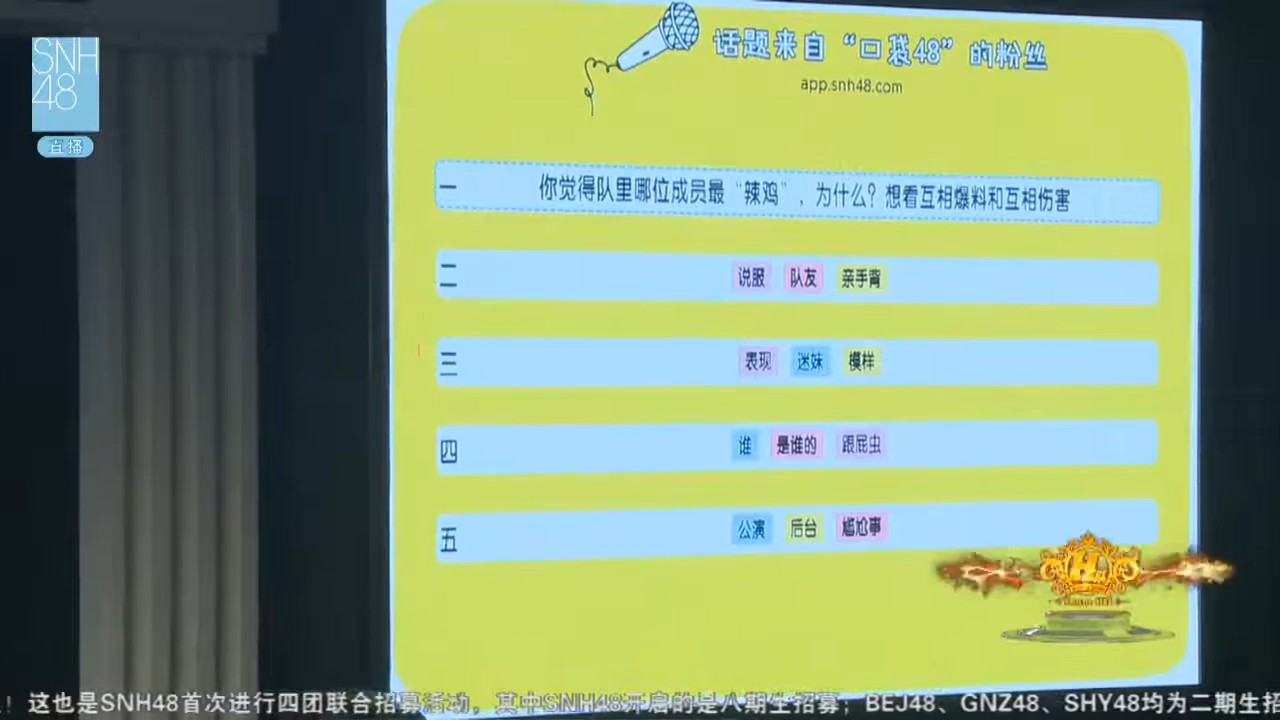 SNH
48
直播
话题来自“口袋48”的粉丝
app.snh48.com
一 你觉得队里哪位成员最“辣鸡”，为什么？想看互相爆料和互相伤害
二 说服 队友 亲手背
三 表现 迷妹 模样
四 谁 是谁的 跟屁虫
五 公演 后台 尴尬事
！这也是SNH48首次进行四团联合招募活动，其中SNH48开启的是八期生招募；BEJ48、GNZ48、SHY48均为二期生招